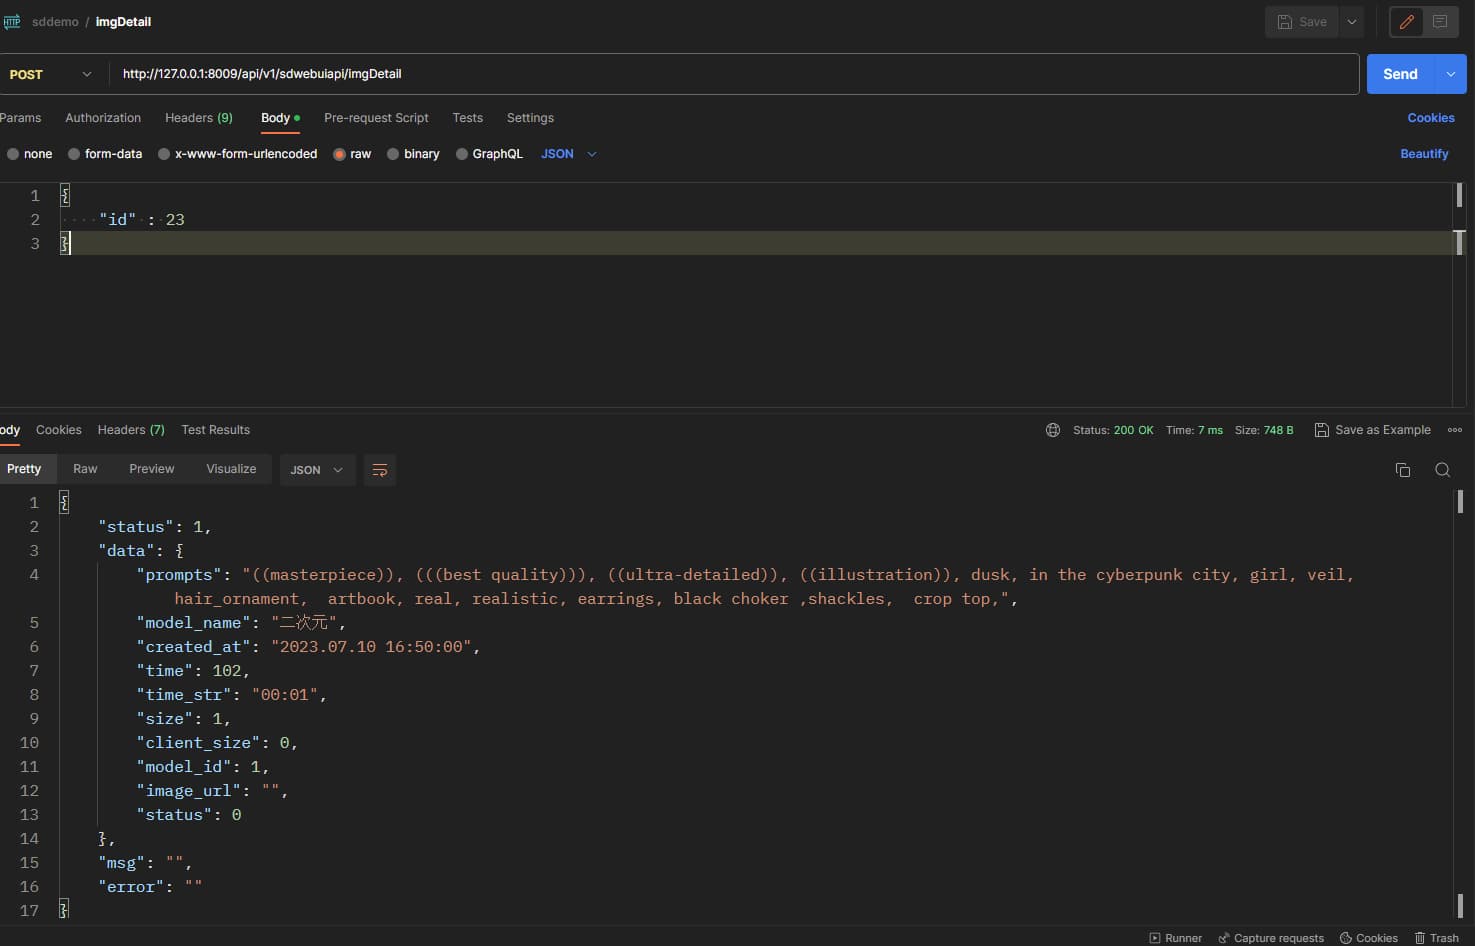 HTTP sddemo / imgDetail Save
POST http://127.0.0.1:8009/api/v1/sdwebuiapi/imgDetail Send
Params Authorization Headers (9) Body Pre-request Script Tests Settings Cookies
none form-data x-www-form-urlencoded raw binary GraphQL JSON Beautify
1 {
2 "id" : 23
3 }
ody Cookies Headers (7) Test Results Status: 200 OK Time: 7 ms Size: 748 B Save as Example
Pretty Raw Preview Visualize JSON
1 {
2 "status": 1,
3 "data": {
4 "prompts": "((masterpiece)), (((best quality))), ((ultra-detailed)), ((illustration)), dusk, in the cyberpunk city, girl, veil,
hair_ornament,  artbook, real, realistic, earrings, black choker ,shackles,  crop top,",
5 "model_name": "二次元",
6 "created_at": "2023.07.10 16:50:00",
7 "time": 102,
8 "time_str": "00:01",
9 "size": 1,
10 "client_size": 0,
11 "model_id": 1,
12 "image_url": "",
13 "status": 0
14 },
15 "msg": "",
16 "error": ""
17 }
Runner Capture requests Cookies Trash